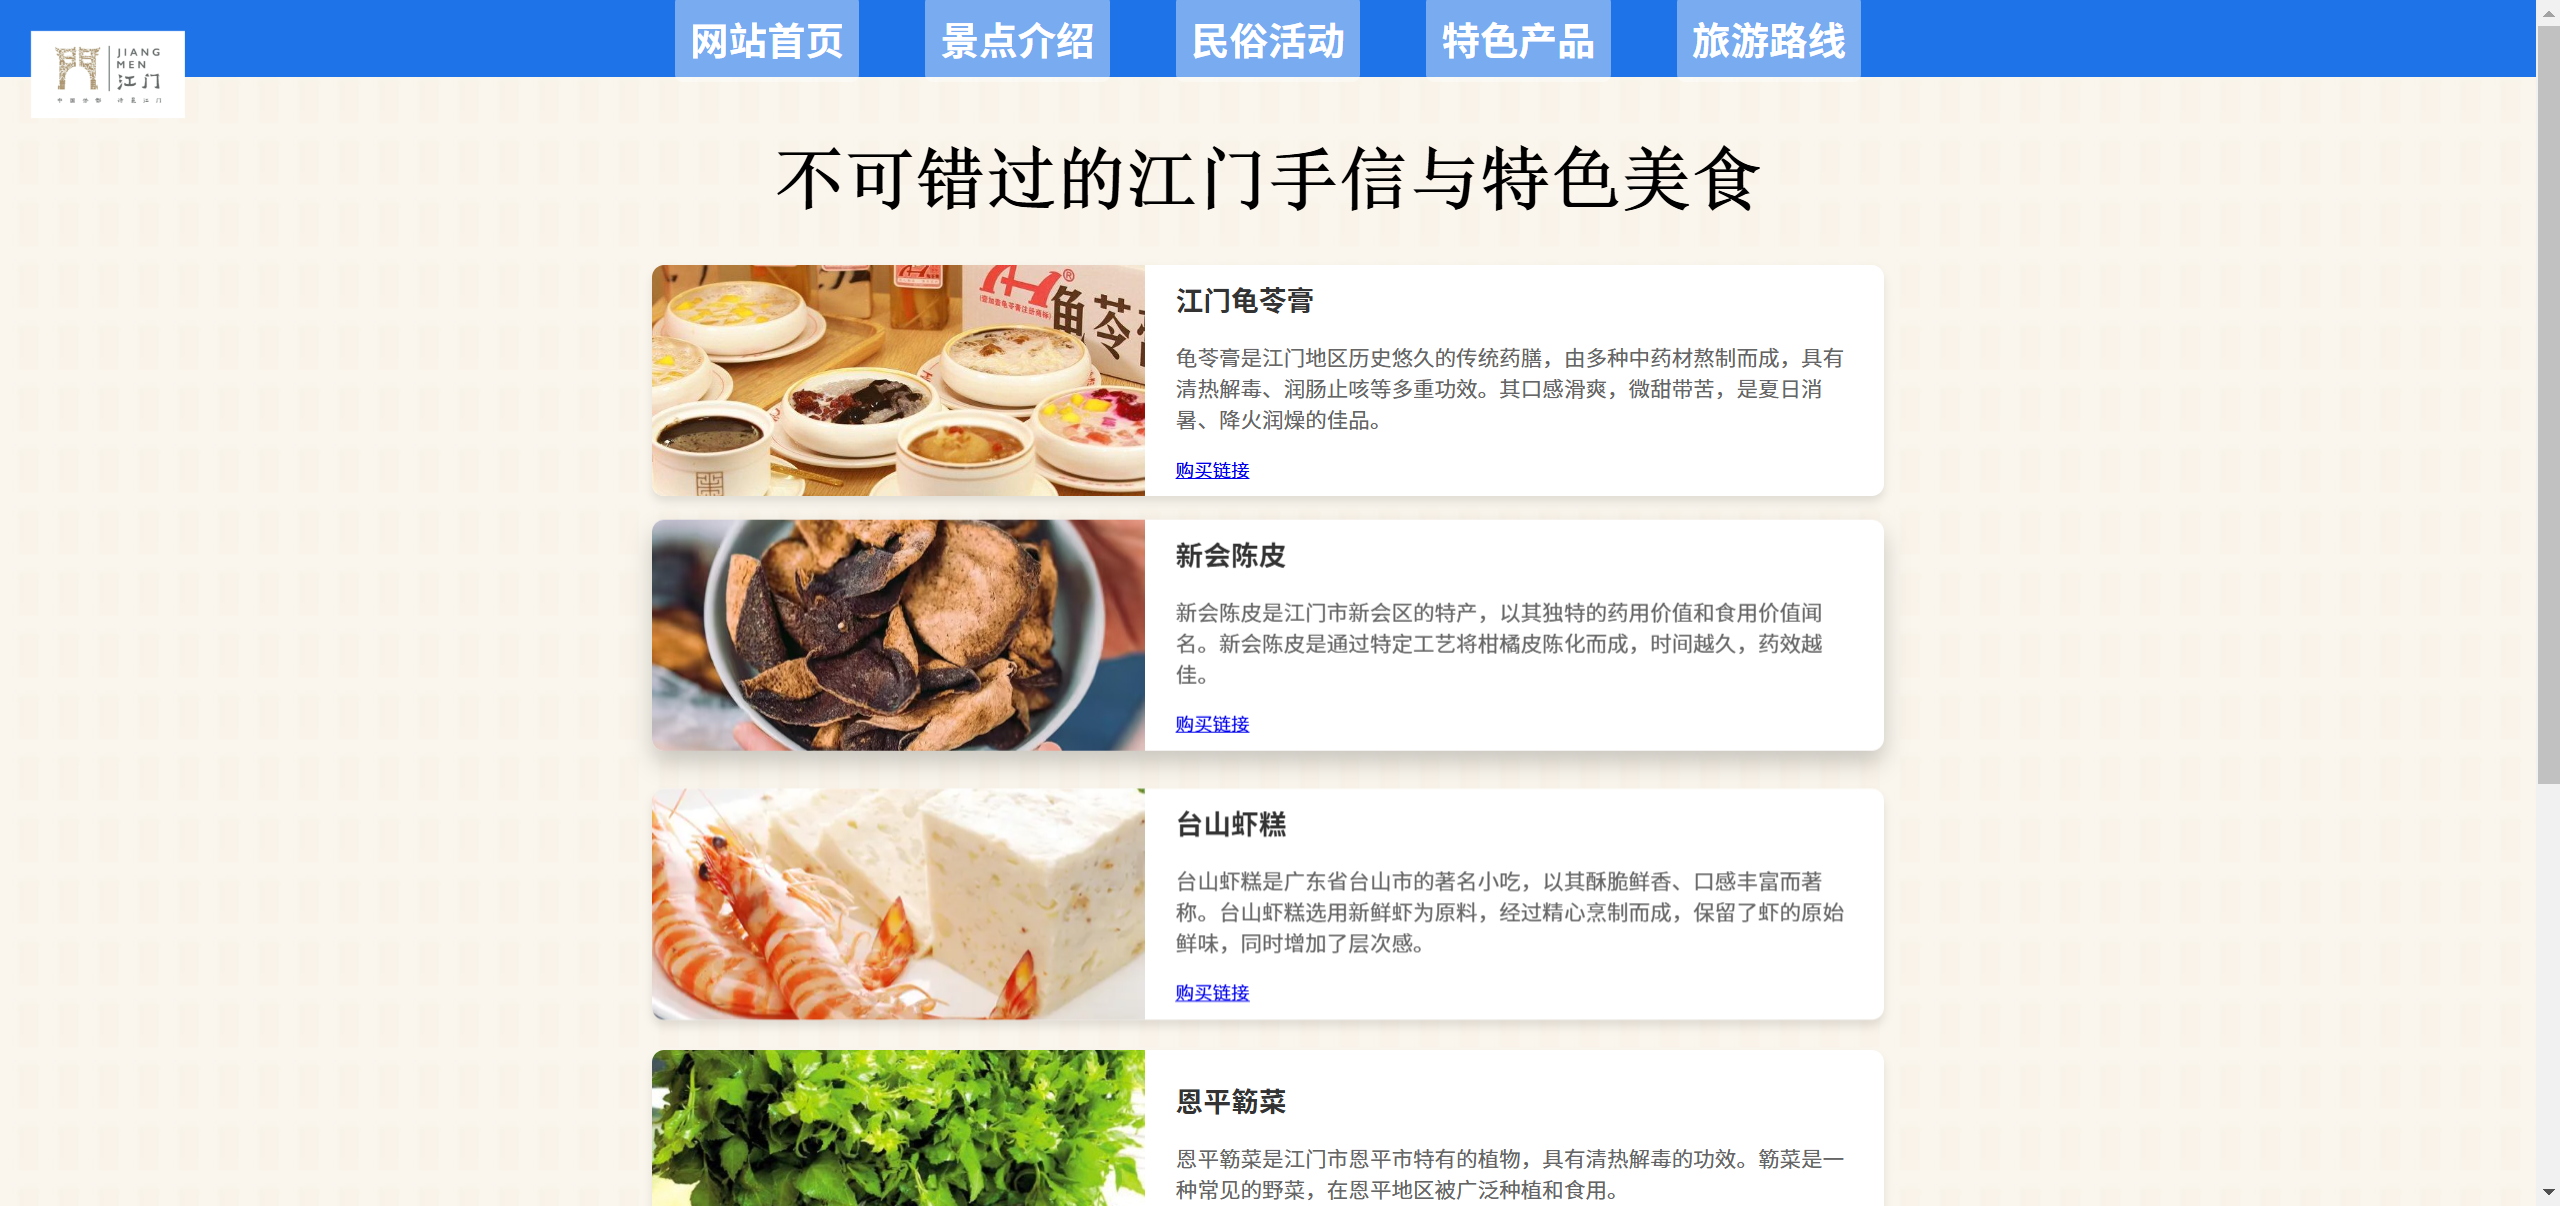 网站首页
景点介绍
民俗活动
特色产品
旅游路线
JIANG
MEN
江门
不可错过的江门手信与特色美食
龟苓膏
江门龟苓膏
龟苓膏是江门地区历史悠久的传统药膳，由多种中药材熬制而成，具有
清热解毒、润肠止咳等多重功效。其口感滑爽，微甜带苦，是夏日消
暑、降火润燥的佳品。
购买链接
新会陈皮
新会陈皮是江门市新会区的特产，以其独特的药用价值和食用价值闻
名。新会陈皮是通过特定工艺将柑橘皮陈化而成，时间越久，药效越
佳。
购买链接
台山虾糕
台山虾糕是广东省台山市的著名小吃，以其酥脆鲜香、口感丰富而著
称。台山虾糕选用新鲜虾为原料，经过精心烹制而成，保留了虾的原始
鲜味，同时增加了层次感。
购买链接
恩平簕菜
恩平簕菜是江门市恩平市特有的植物，具有清热解毒的功效。簕菜是一
种常见的野菜，在恩平地区被广泛种植和食用。